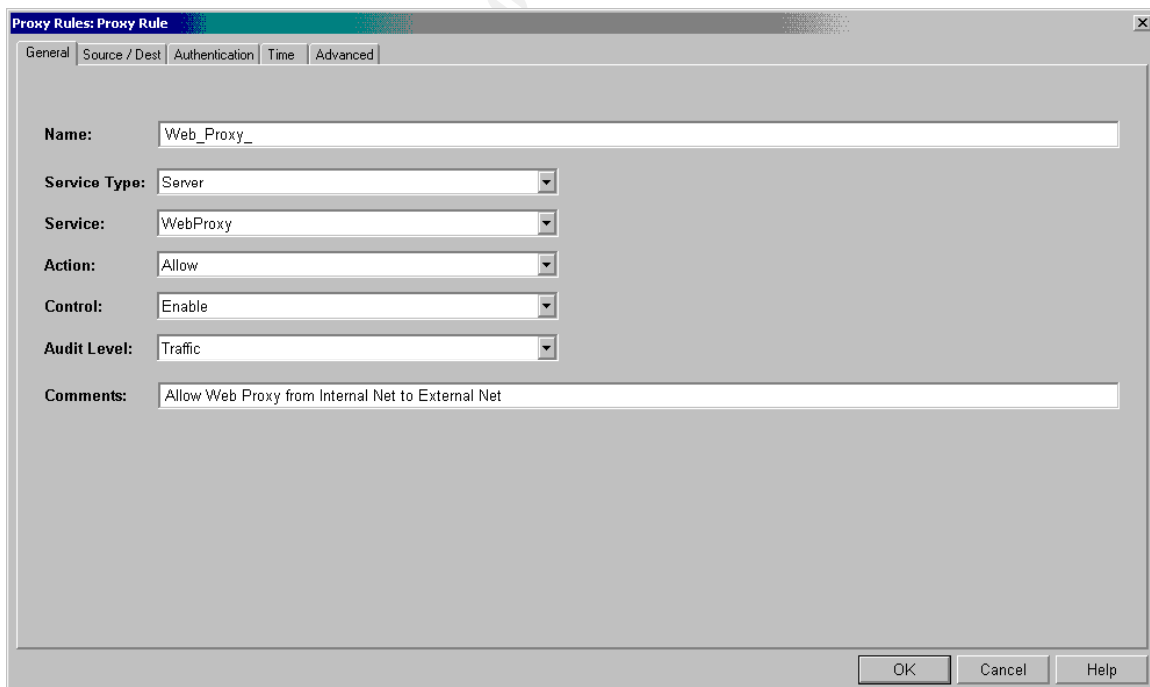 Proxy Rules: Proxy Rule
General Source / Dest Authentication Time Advanced
Name: Web_Proxy_
Service Type: Server
Service: WebProxy
Action: Allow
Control: Enable
Audit Level: Traffic
Comments: Allow Web Proxy from Internal Net to External Net
OK Cancel Help